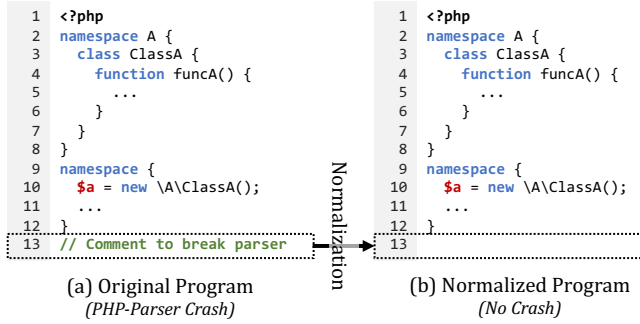 1 <?php
2 namespace A {
3 class ClassA {
4 function funcA() {
5 ...
6 }
7 }
8 }
9 namespace {
10 $a = new \A\ClassA();
11 ...
12 }
13 // Comment to break parser
(a) Original Program
(PHP-Parser Crash)
Normalization
1 <?php
2 namespace A {
3 class ClassA {
4 function funcA() {
5 ...
6 }
7 }
8 }
9 namespace {
10 $a = new \A\ClassA();
11 ...
12 }
13
(b) Normalized Program
(No Crash)